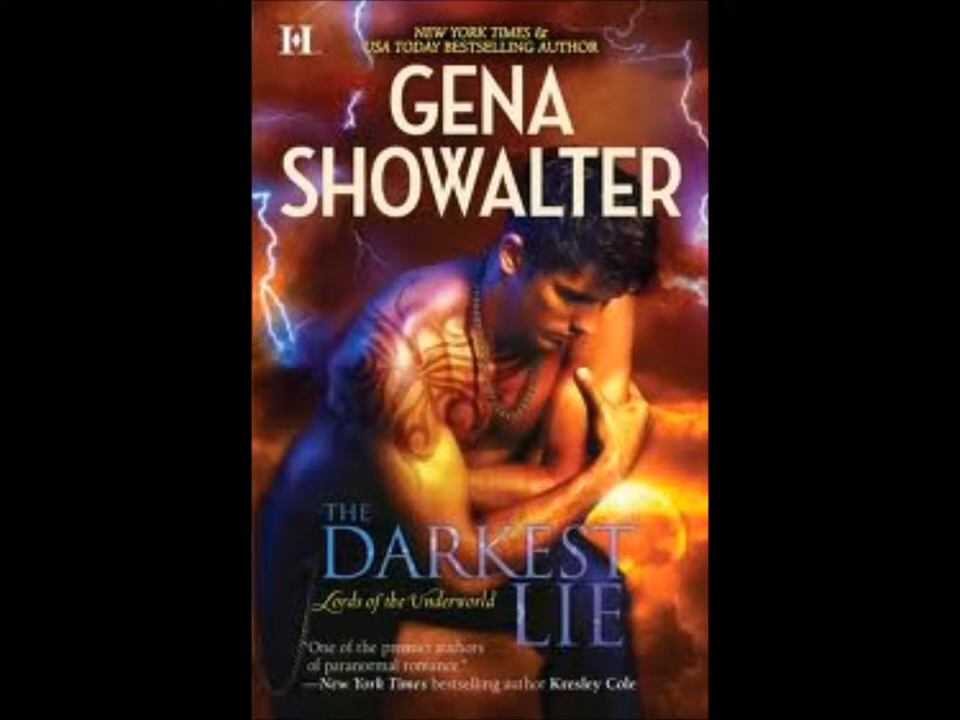 H
NEW YORK TIMES &
USA TODAY BESTSELLING AUTHOR
GENA
SHOWALTER
THE
DARKEST
Lords of the Underworld
LIE
"One of the premier authors
of paranormal romance."
—New York Times bestselling author Kresley Cole